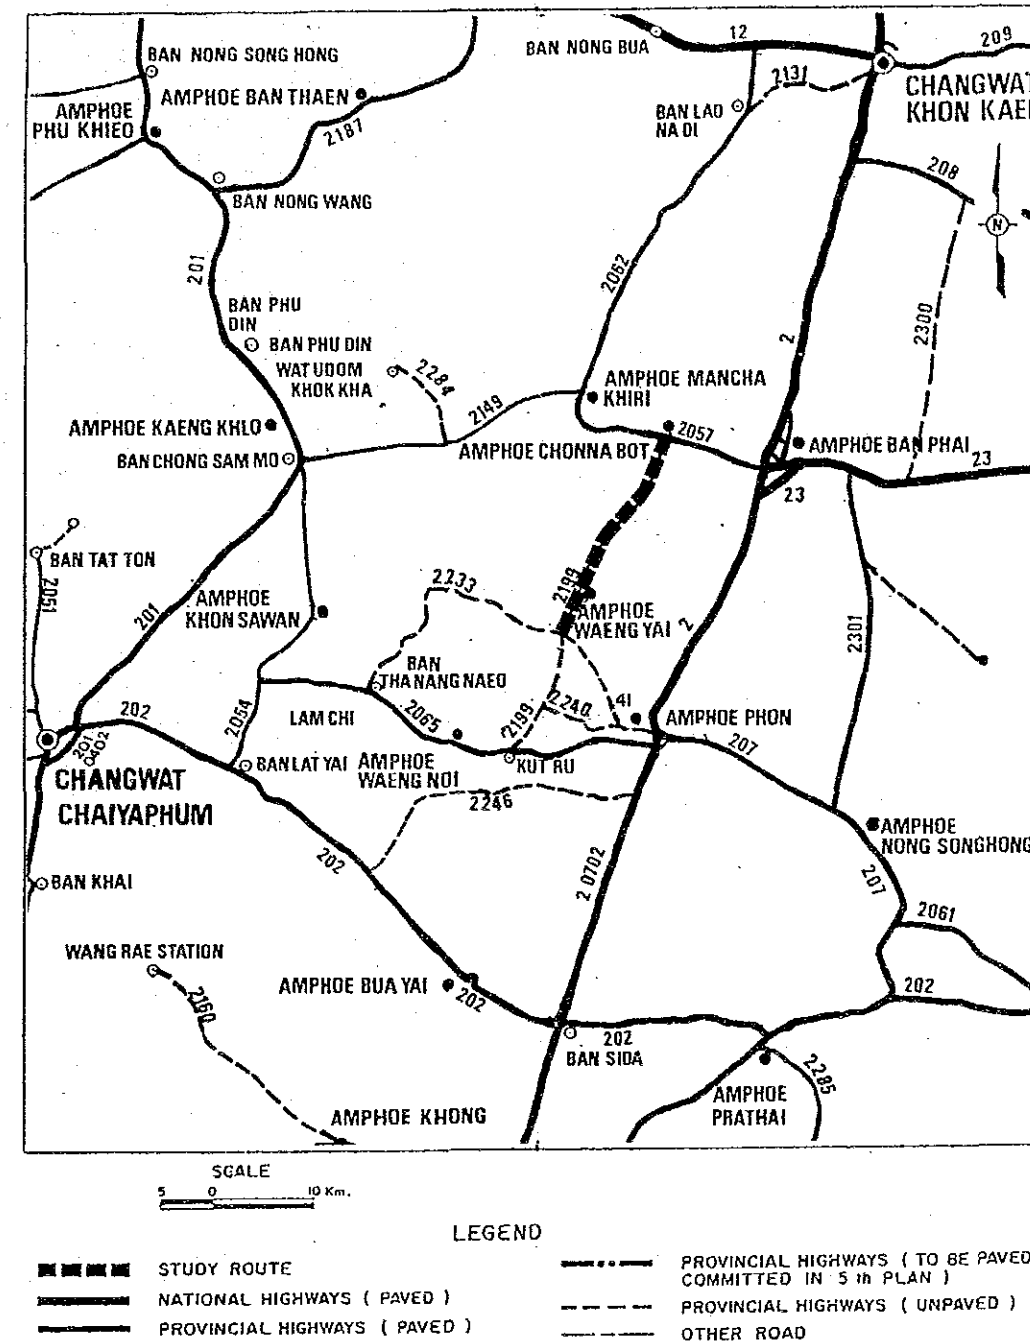 BAN NONG SONG HONG
BAN NONG BUA
12
209
AMPHOE
PHU KHIEO
AMPHOE BAN THAEN
2131
CHANGWAT
KHON KAEN
BAN LAO
NA DI
2187
208
BAN NONG WANG
N
201
2062
BAN PHU
DIN
2
2300
BAN PHU DIN
WAT UDOM
KHOK KHA
2284
AMPHOE MANCHA
KHIRI
2149
AMPHOE KAENG KHLO
2057
AMPHOE CHONNA BOT
AMPHOE BAN PHAI
BAN CHONG SAM MO
23
23
BAN TAT TON
2051
2233
2199
AMPHOE
KHON SAWAN
201
AMPHOE
WAENG YAI
2
2301
BAN
THA NANG NAEO
LAM CHI
2054
2065
2199
2240
41
AMPHOE PHON
202
207
201
0402
BAN LAT YAI
AMPHOE
WAENG NOI
KUT RU
CHANGWAT
CHAIYAPHUM
2246
AMPHOE
NONG SONGHONG
202
2 0702
207
BAN KHAI
2061
WANG RAE STATION
2160
AMPHOE BUA YAI
202
202
202
BAN SIDA
2285
AMPHOE
PRATHAI
AMPHOE KHONG
SCALE
5 0 10 Km.
LEGEND
STUDY ROUTE
NATIONAL HIGHWAYS ( PAVED )
PROVINCIAL HIGHWAYS ( PAVED )
PROVINCIAL HIGHWAYS ( TO BE PAVED
COMMITTED IN 5 th PLAN )
PROVINCIAL HIGHWAYS ( UNPAVED )
OTHER ROAD